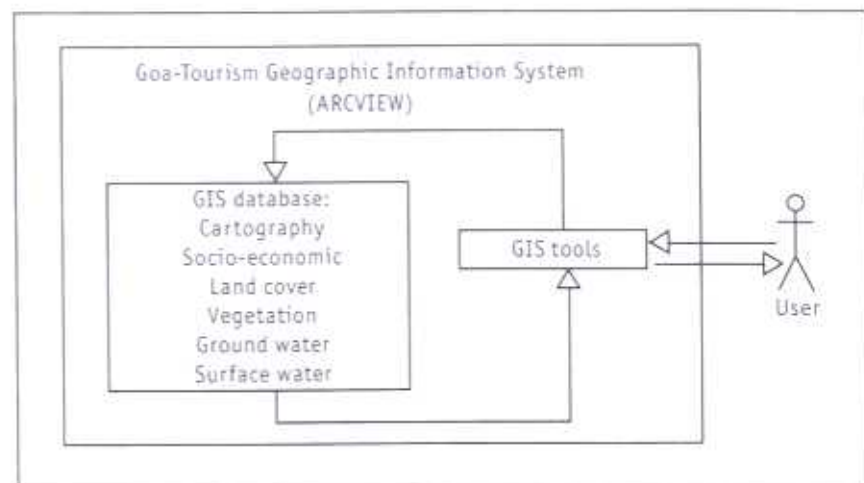 Goa-Tourism Geographic Information System
(ARCVIEW)
GIS database:
Cartography
Socio-economic
Land cover
Vegetation
Ground water
Surface water
GIS tools
User